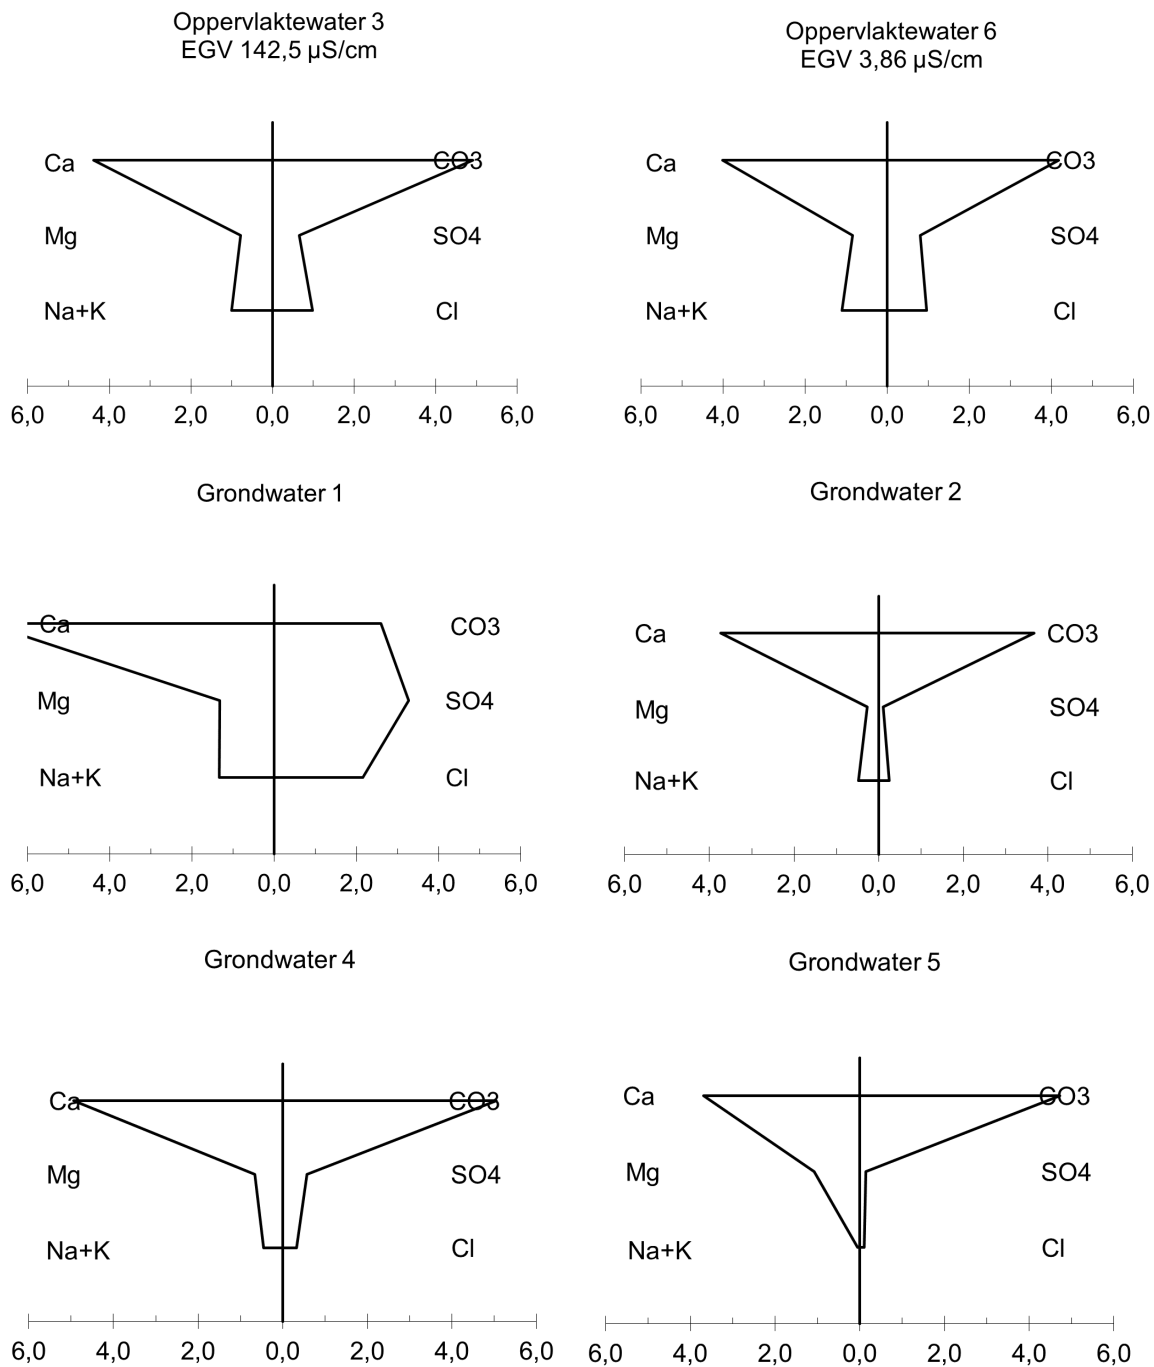 Oppervlaktewater 3
EGV 142,5 µS/cm
Ca
CO3
Mg
SO4
Na+K
Cl
6,0 4,0 2,0 0,0 2,0 4,0 6,0
Oppervlaktewater 6
EGV 3,86 µS/cm
Ca
CO3
Mg
SO4
Na+K
Cl
6,0 4,0 2,0 0,0 2,0 4,0 6,0
Grondwater 1
Ca
CO3
Mg
SO4
Na+K
Cl
6,0 4,0 2,0 0,0 2,0 4,0 6,0
Grondwater 2
Ca
CO3
Mg
SO4
Na+K
Cl
6,0 4,0 2,0 0,0 2,0 4,0 6,0
Grondwater 4
Ca
CO3
Mg
SO4
Na+K
Cl
6,0 4,0 2,0 0,0 2,0 4,0 6,0
Grondwater 5
Ca
CO3
Mg
SO4
Na+K
Cl
6,0 4,0 2,0 0,0 2,0 4,0 6,0